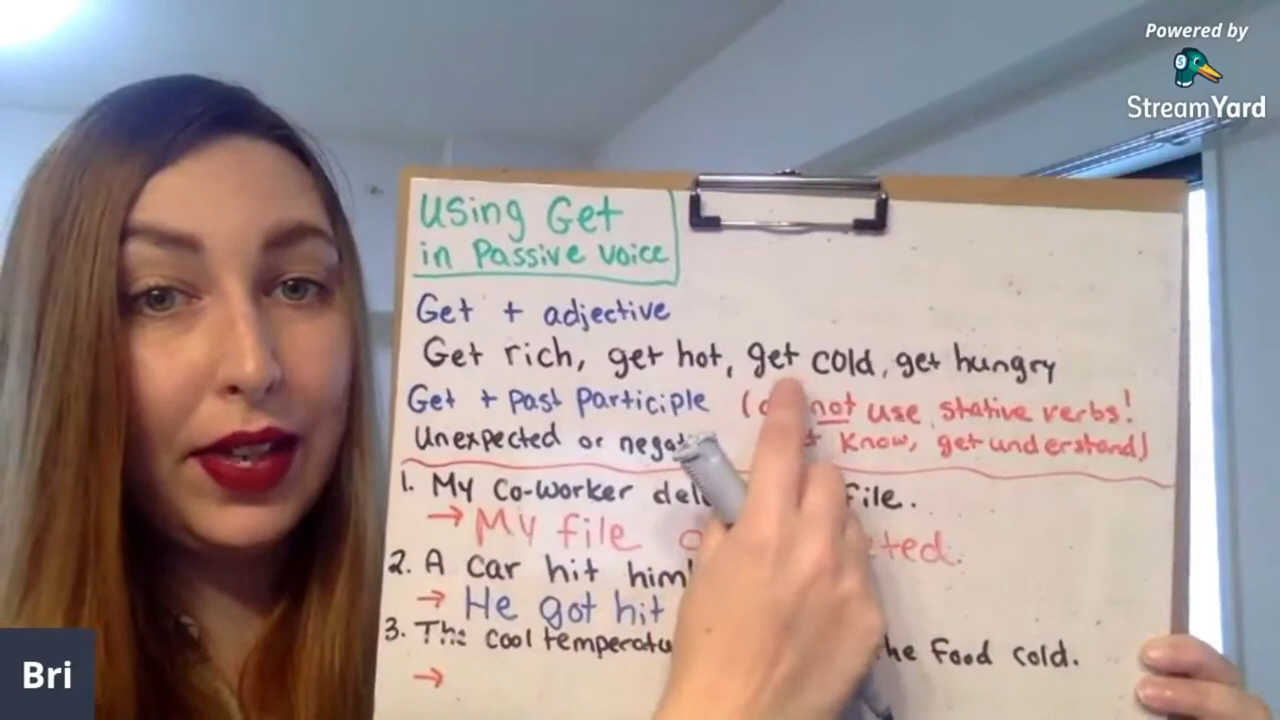 Powered by
StreamYard
Using Get
in Passive voice
Get + adjective
Get rich, get hot, get cold, get hungry
Get + Past Participle ( not use stative verbs!
Unexpected or know, get understand)
1. My Co-worker file.
→ My file
2. A car hit him
→ He got hit
3. The cool food cold.
→
Bri